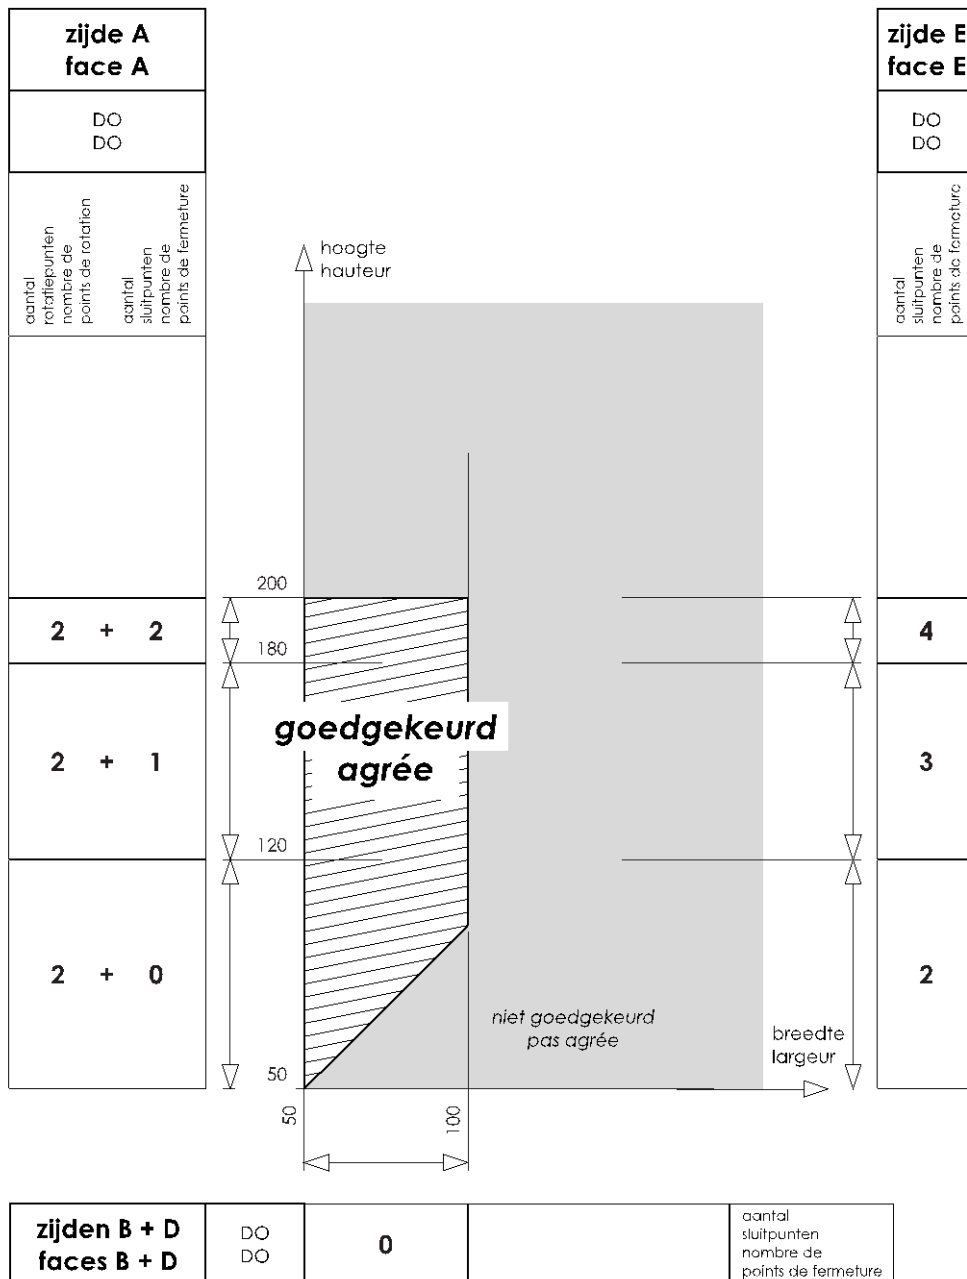 zijde A
face A
DO
DO
aantal
rotatiepunten
nombre de
points de rotation
aantal
sluitpunten
nombre de
points de fermeture
zijde E
face E
DO
DO
aantal
sluitpunten
nombre de
points de fermeture
hoogte
hauteur
200
2 + 2
180
4
goedgekeurd
agrée
2 + 1
3
120
2 + 0
2
niet goedgekeurd
pas agrée
breedte
largeur
50
50
100
zijden B + D
faces B + D
DO
DO
0
aantal
sluitpunten
nombre de
points de fermeture